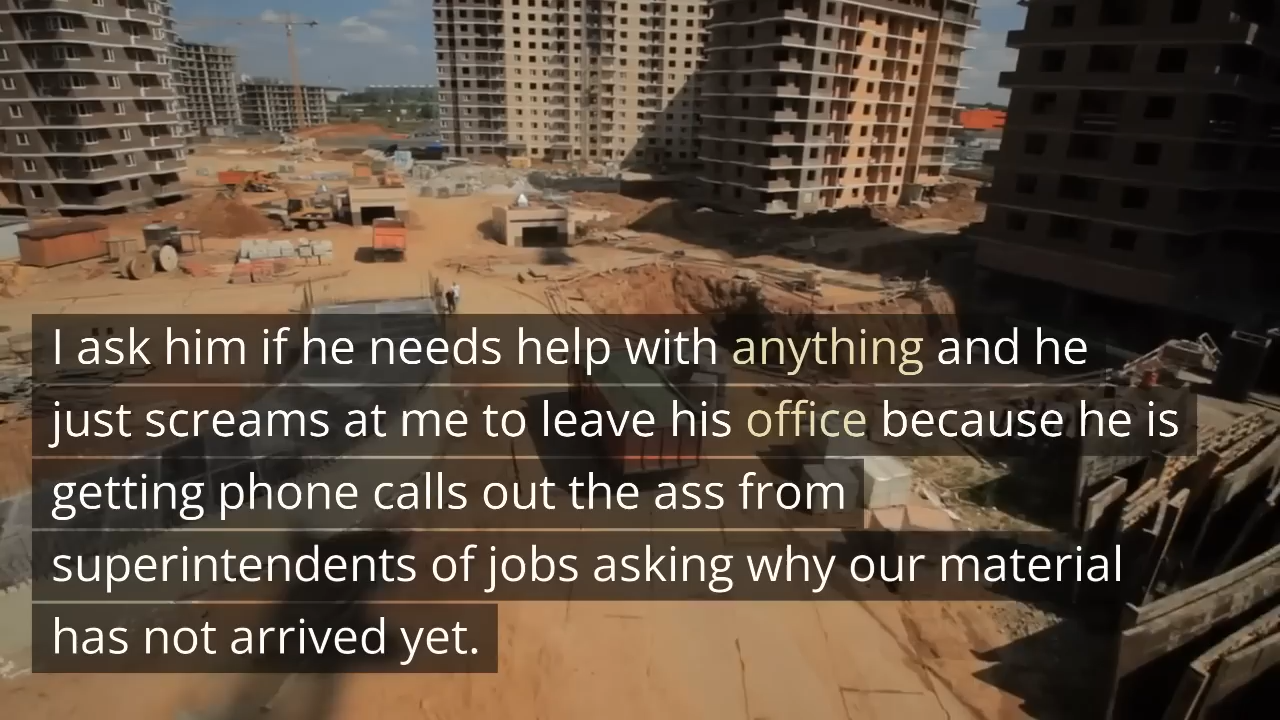 I ask him if he needs help with anything and he
just screams at me to leave his office because he is
getting phone calls out the ass from
superintendents of jobs asking why our material
has not arrived yet.